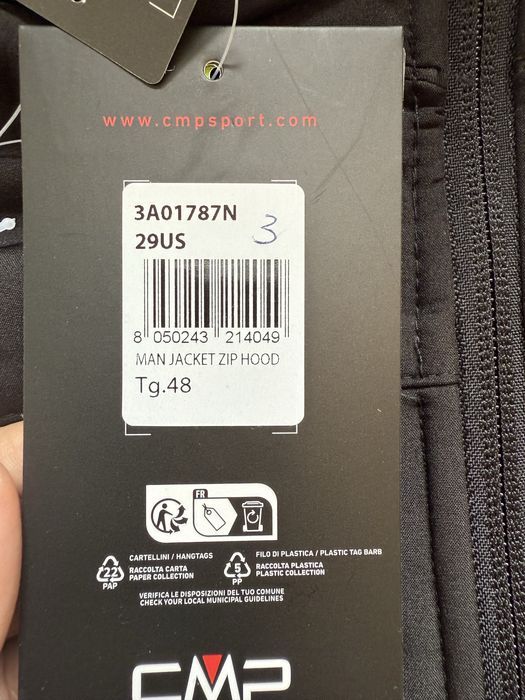 www.cmpsport.com
3A01787N
29US
3
8 050243 214049
MAN JACKET ZIP HOOD
Tg.48
FR
CARTELLINI / HANGTAGS
22
PAP
RACCOLTA CARTA
PAPER COLLECTION
FILO DI PLASTICA / PLASTIC TAG BARB
5
PP
RACCOLTA PLASTICA
PLASTIC COLLECTION
VERIFICA LE DISPOSIZIONI DEL TUO COMUNE
CHECK YOUR LOCAL MUNICIPAL GUIDELINES
CMP